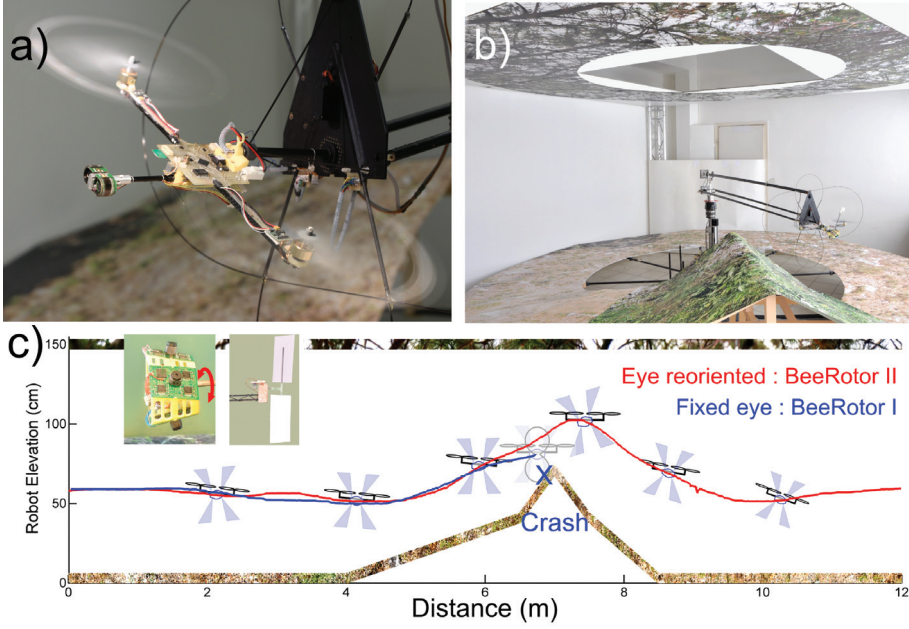 a)
b)
c)
150
100
50
0
Robot Elevation (cm)
Eye reoriented : BeeRotor II
Fixed eye : BeeRotor I
X
Crash
0
2
4
6
8
10
12
Distance (m)